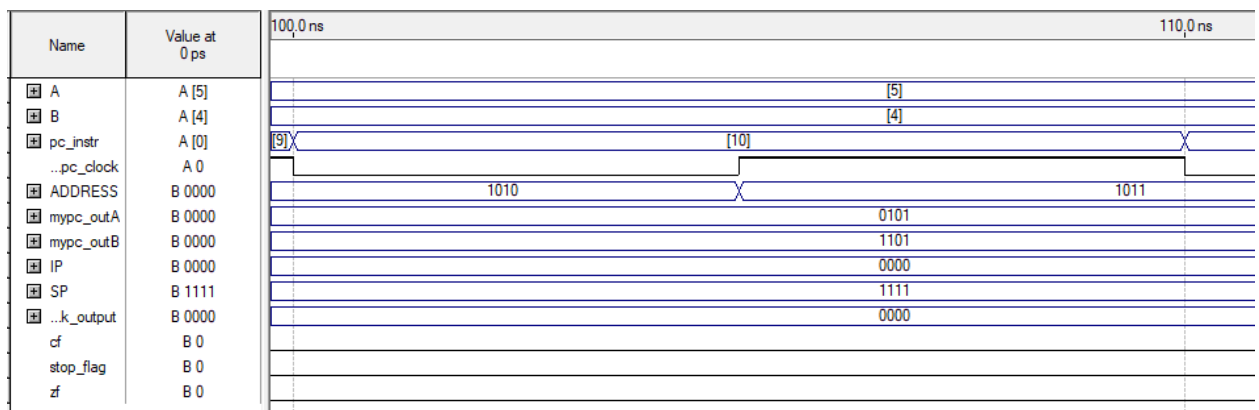 Name Value at 0 ps 100.0 ns 110.0 ns
A A [5] [5]
B A [4] [4]
pc_instr A [0] [9] [10]
...pc_clock A 0
ADDRESS B 0000 1010 1011
mypc_outA B 0000 0101
mypc_outB B 0000 1101
IP B 0000 0000
SP B 1111 1111
...k_output B 0000 0000
cf B 0
stop_flag B 0
zf B 0